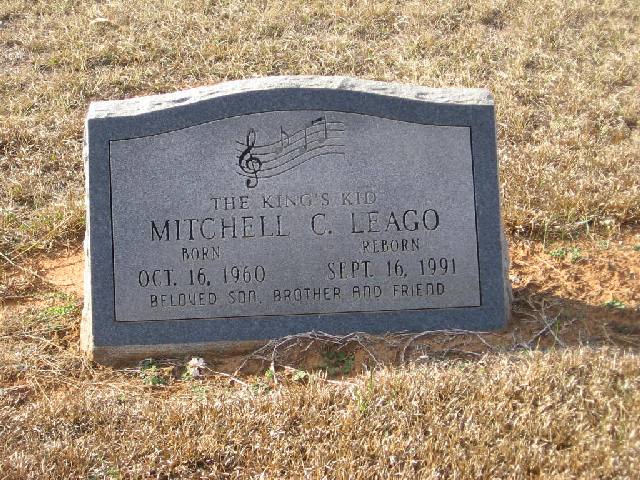 THE KING'S KID
MITCHELL C. LEAGO
BORN REBORN
OCT. 16, 1960 SEPT. 16, 1991
BELOVED SON, BROTHER AND FRIEND